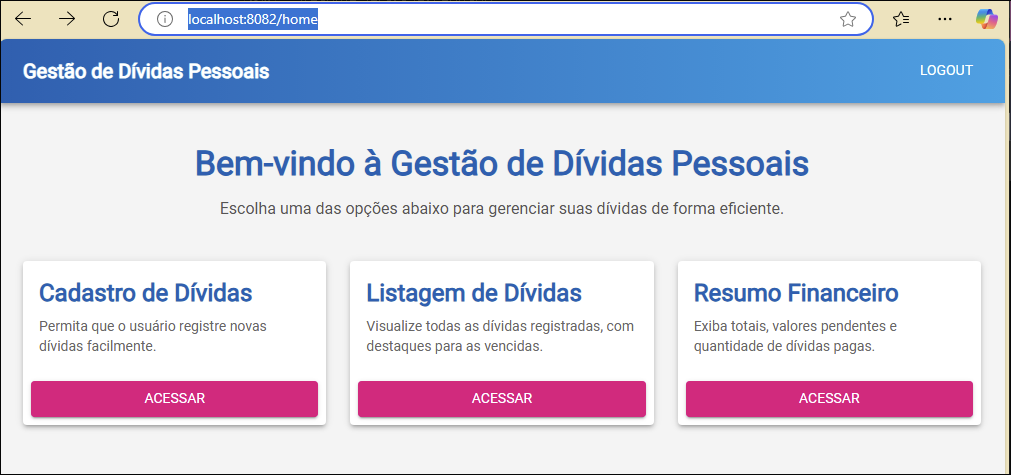 localhost:8082/home
Gestão de Dívidas Pessoais
LOGOUT
Bem-vindo à Gestão de Dívidas Pessoais
Escolha uma das opções abaixo para gerenciar suas dívidas de forma eficiente.
Cadastro de Dívidas
Permita que o usuário registre novas
dívidas facilmente.
ACESSAR
Listagem de Dívidas
Visualize todas as dívidas registradas, com
destaques para as vencidas.
ACESSAR
Resumo Financeiro
Exiba totais, valores pendentes e
quantidade de dívidas pagas.
ACESSAR